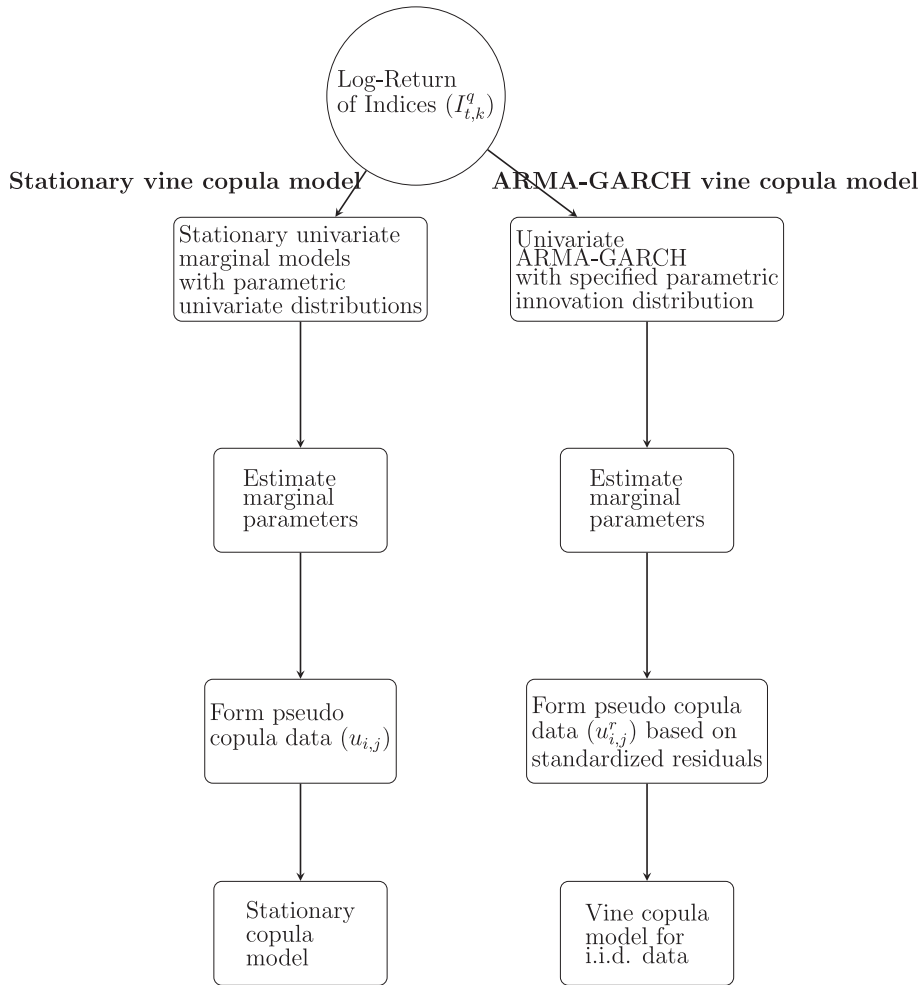 Log-Return
of Indices (I^q_{t,k})
Stationary vine copula model
ARMA-GARCH vine copula model
Stationary univariate
marginal models
with parametric
univariate distributions
Univariate
ARMA-GARCH
with specified parametric
innovation distribution
Estimate
marginal
parameters
Estimate
marginal
parameters
Form pseudo
copula data (u_{i,j})
Form pseudo copula
data (u^r_{i,j}) based on
standardized residuals
Stationary
copula
model
Vine copula
model for
i.i.d. data